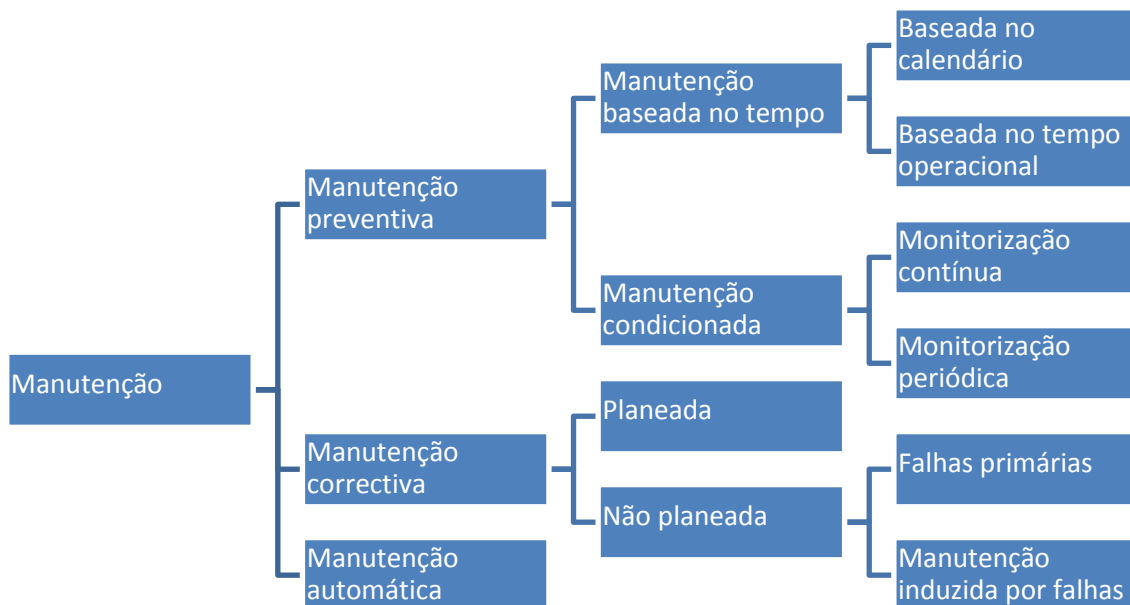 Manutenção
Manutenção
preventiva
Manutenção
baseada no tempo
Baseada no
calendário
Baseada no tempo
operacional
Manutenção
condicionada
Monitorização
contínua
Monitorização
periódica
Manutenção
correctiva
Planeada
Não planeada
Falhas primárias
Manutenção
induzida por falhas
Manutenção
automática